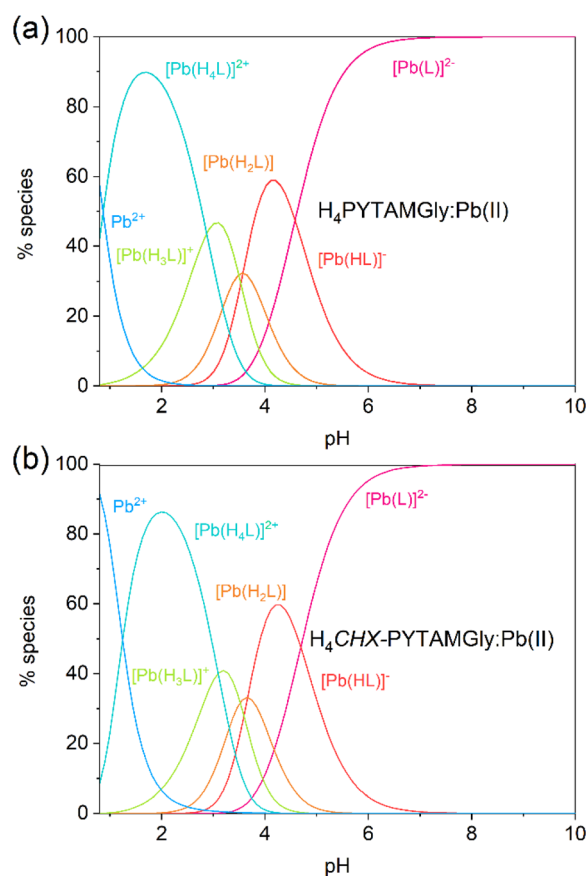 (a)
100
80
60
40
20
0
% species
[Pb(H₄L)]²⁺
[Pb(L)]²⁻
[Pb(H₂L)]
Pb²⁺
H₄PYTAMGly:Pb(II)
[Pb(H₃L)]⁺
[Pb(HL)]⁻
2 4 6 8 10
pH
(b)
100
80
60
40
20
0
% species
Pb²⁺
[Pb(L)]²⁻
[Pb(H₄L)]²⁺
[Pb(H₂L)]
H₄CHX-PYTAMGly:Pb(II)
[Pb(H₃L)]⁺
[Pb(HL)]⁻
2 4 6 8 10
pH